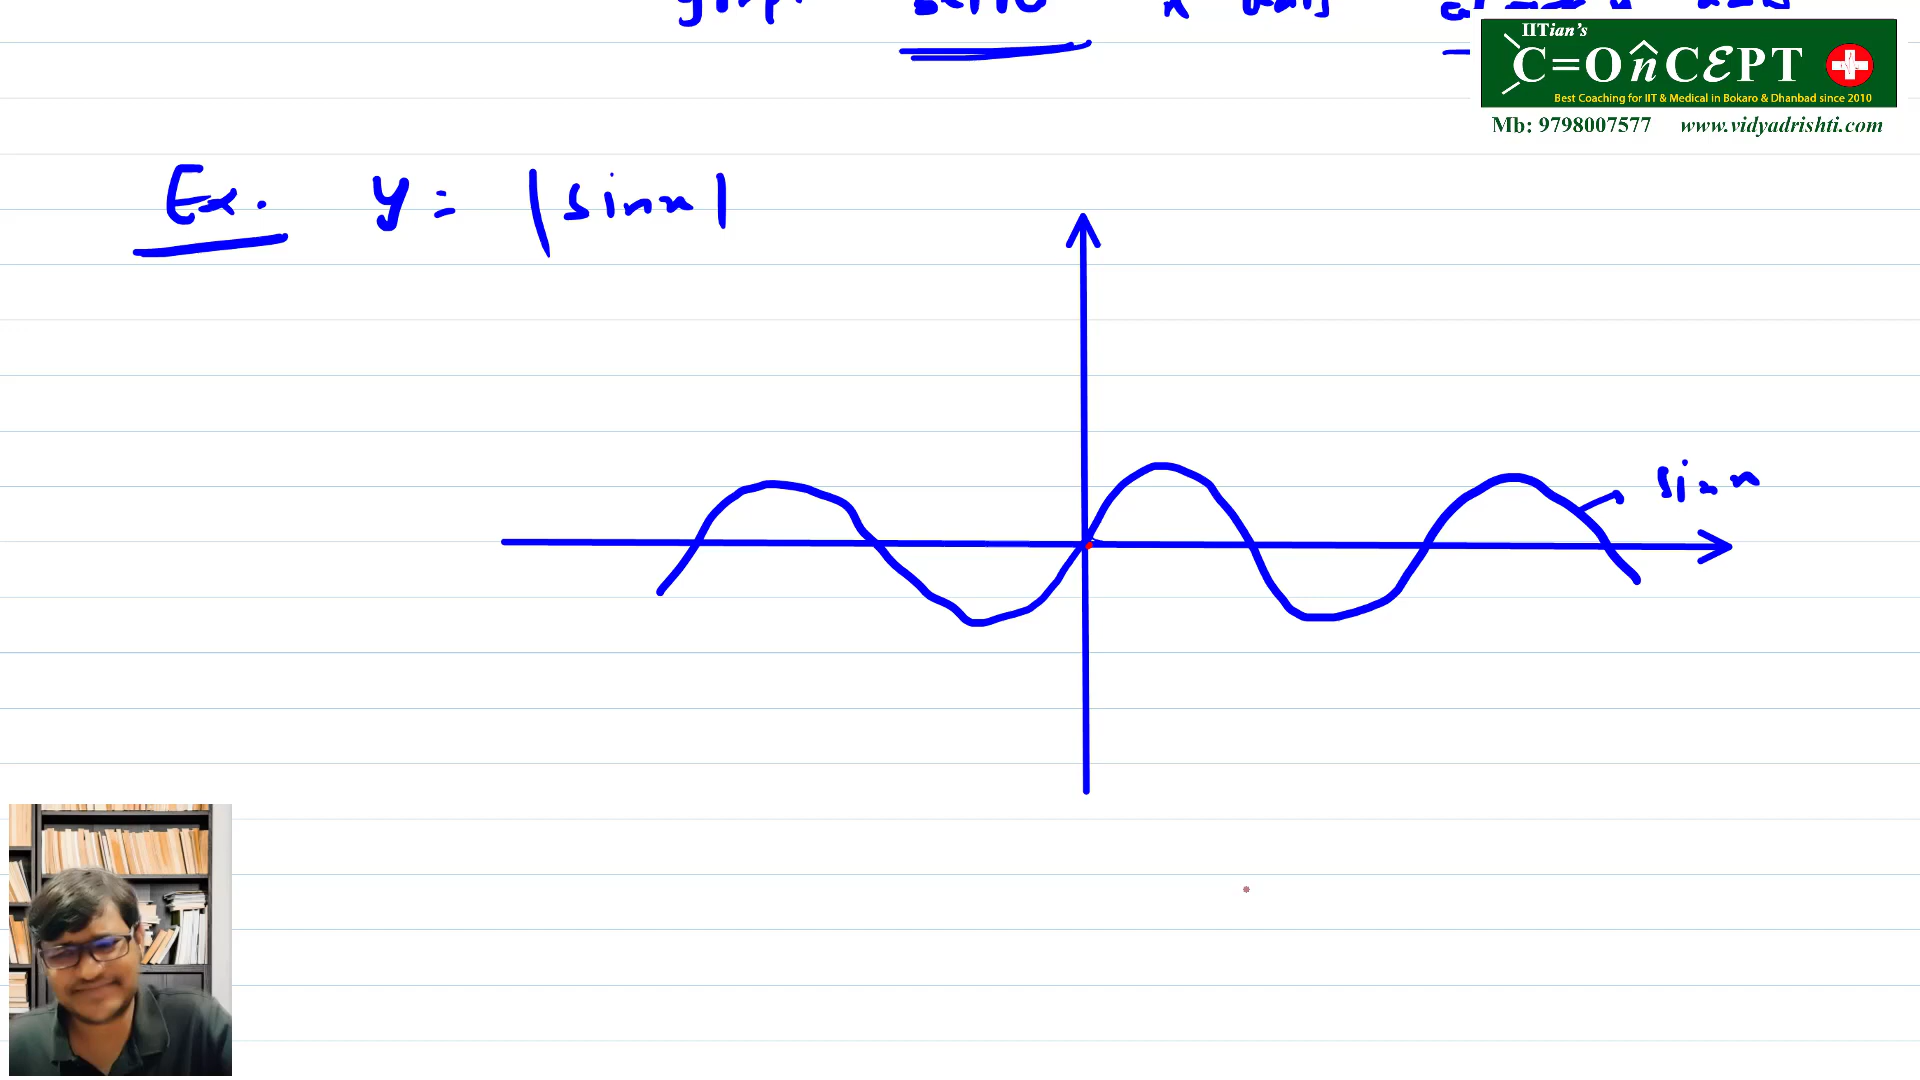 IITian's
C=OnCEPT
Best Coaching for IIT & Medical in Bokaro & Dhanbad since 2010
Mb: 9798007577 www.vidyadrishti.com
Ex. y = |sinx|
sinx